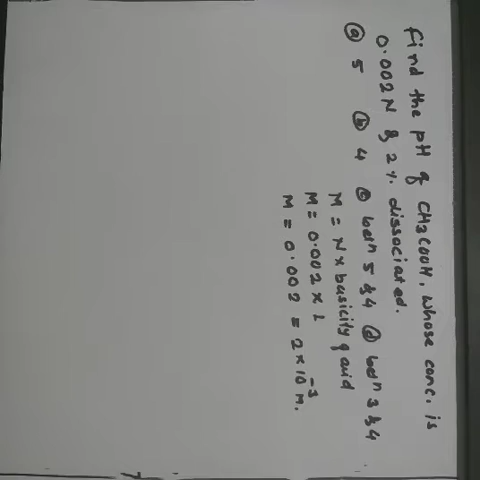 Find the pH of CH3COOH, whose conc. is
0.002N & 2%. dissociated.
(a) 5 (b) 4 (c) betn 5 & 4 (d) betn 3 & 4
M = N x basicity of acid
M = 0.002 x 1
M = 0.002 = 2 x 10⁻³ M.